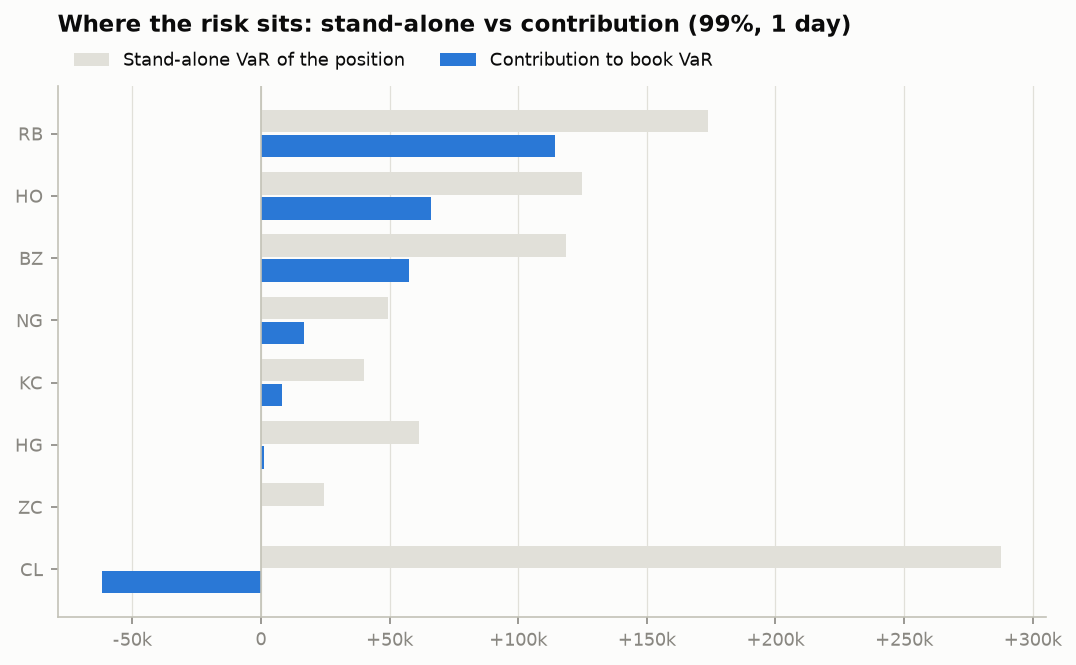 Where the risk sits: stand-alone vs contribution (99%, 1 day)
Stand-alone VaR of the position
Contribution to book VaR
RB
HO
BZ
NG
KC
HG
ZC
CL
-50k 0 +50k +100k +150k +200k +250k +300k